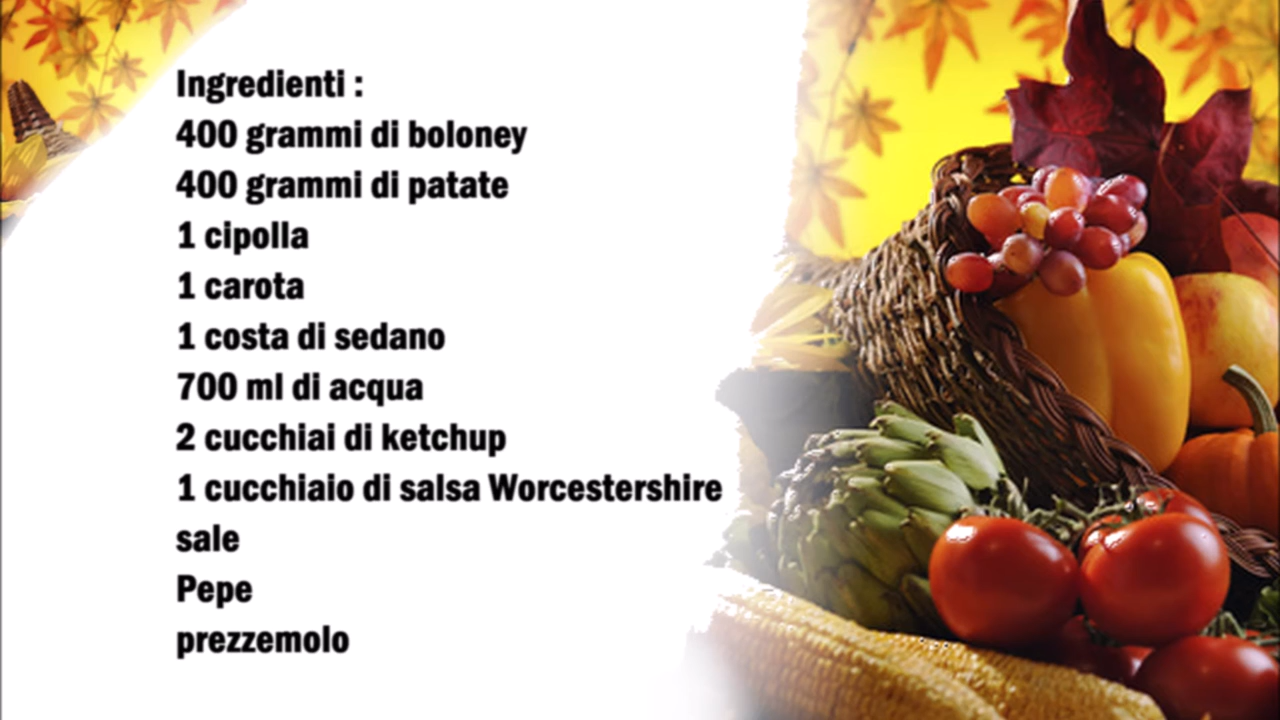 Ingredienti :
400 grammi di boloney
400 grammi di patate
1 cipolla
1 carota
1 costa di sedano
700 ml di acqua
2 cucchiai di ketchup
1 cucchiaio di salsa Worcestershire
sale
Pepe
prezzemolo